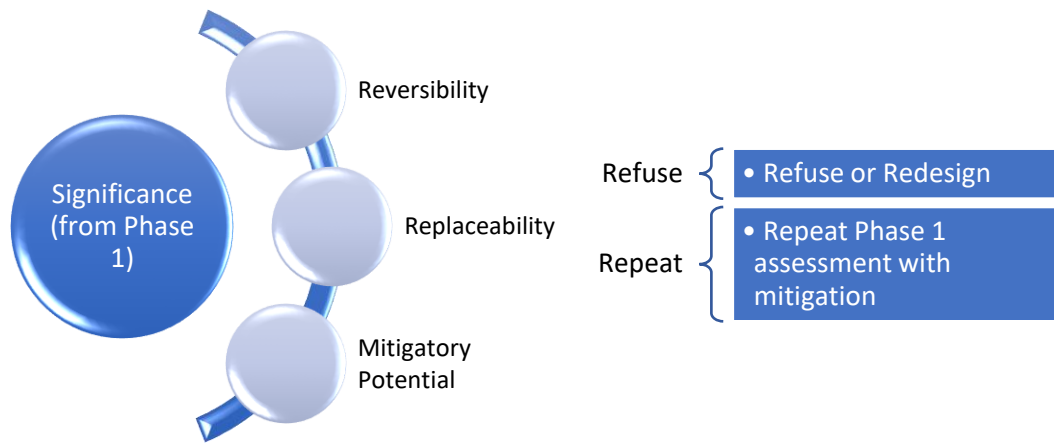 Significance
(from Phase
1)
Reversibility
Replaceability
Mitigatory
Potential
Refuse
• Refuse or Redesign
Repeat
• Repeat Phase 1
assessment with
mitigation